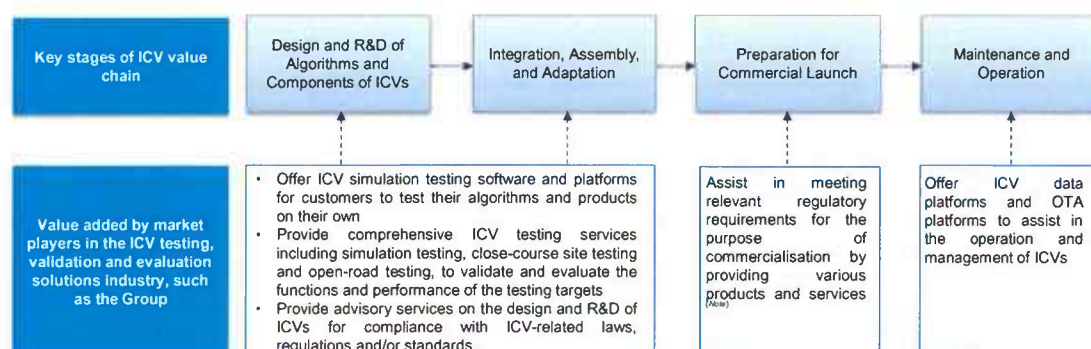 Key stages of ICV value
chain
Design and R&D of
Algorithms and
Components of ICVs
Integration, Assembly,
and Adaptation
Preparation for
Commercial Launch
Maintenance and
Operation
Value added by market
players in the ICV testing,
validation and evaluation
solutions industry, such
as the Group
• Offer ICV simulation testing software and platforms
for customers to test their algorithms and products
on their own
• Provide comprehensive ICV testing services
including simulation testing, close-course site testing
and open-road testing, to validate and evaluate the
functions and performance of the testing targets
• Provide advisory services on the design and R&D of
ICVs for compliance with ICV-related laws,
regulations and/or standards
Assist in meeting
relevant regulatory
requirements for the
purpose of
commercialisation by
providing various
products and services
(Note)
Offer ICV data
platforms and OTA
platforms to assist in
the operation and
management of ICVs